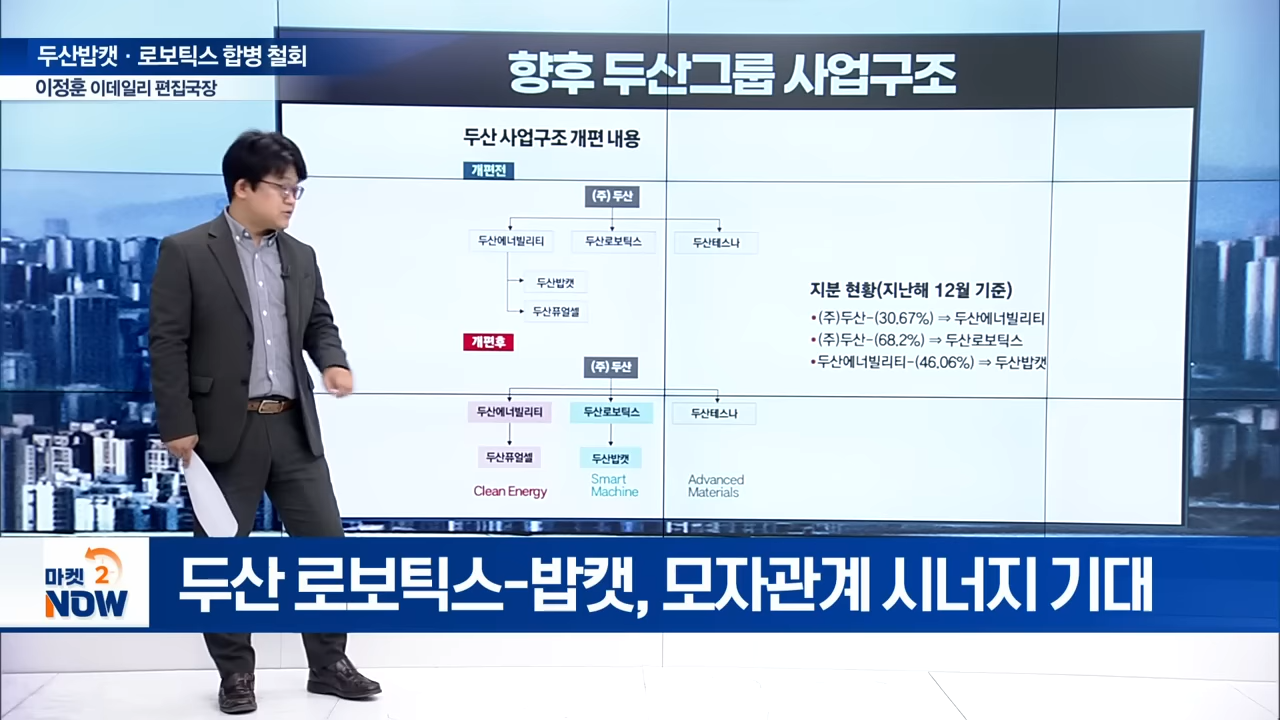 두산밥캣 · 로보틱스 합병 철회
이정훈 이데일리 편집국장
향후 두산그룹 사업구조
두산 사업구조 개편 내용
개편전
(주) 두산
두산에너빌리티 두산로보틱스 두산테스나
두산밥캣
두산퓨얼셀
개편후
(주) 두산
두산에너빌리티 두산로보틱스 두산테스나
두산퓨얼셀 두산밥캣
Clean Energy
Smart
Machine
Advanced
Materials
지분 현황(지난해 12월 기준)
•(주)두산-(30.67%) ⇒ 두산에너빌리티
•(주)두산-(68.2%) ⇒ 두산로보틱스
•두산에너빌리티-(46.06%) ⇒ 두산밥캣
마켓 2
NOW
두산 로보틱스-밥캣, 모자관계 시너지 기대